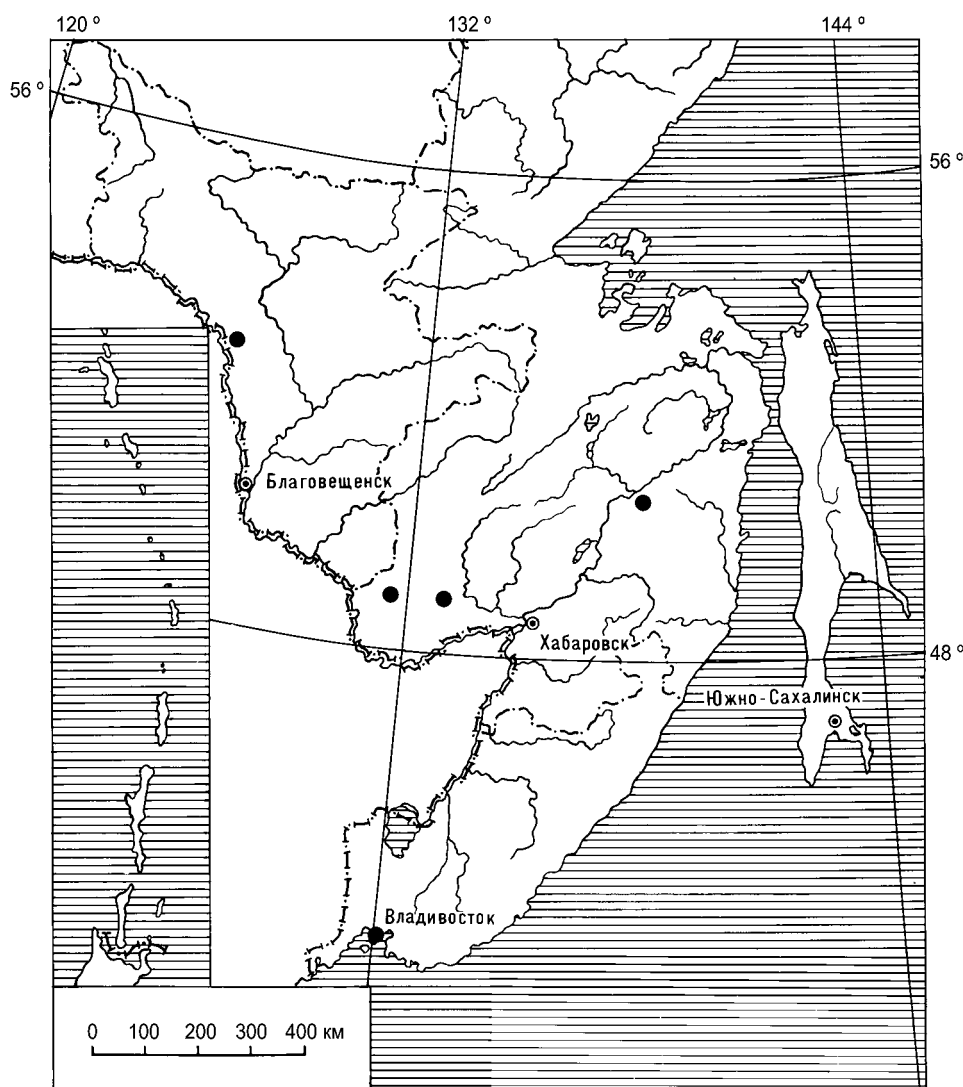 120 º 132 º 144 º
56 º
56 º
Благовещенск
Хабаровск
48 º
Южно-Сахалинск
Владивосток
0 100 200 300 400 км